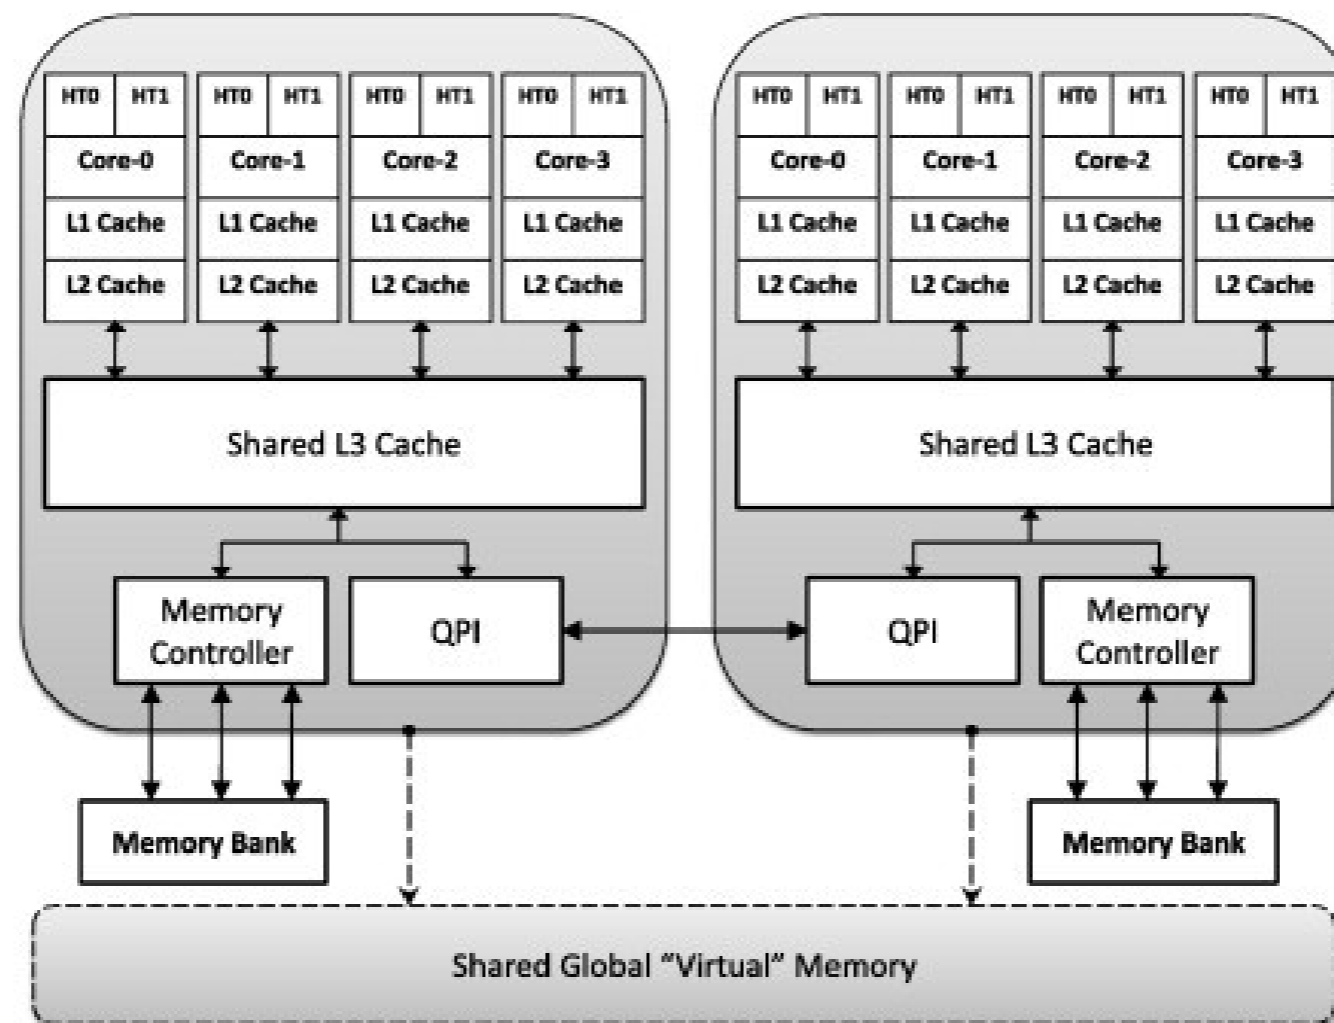 HT0 HT1 HT0 HT1 HT0 HT1 HT0 HT1
Core-0 Core-1 Core-2 Core-3
L1 Cache L1 Cache L1 Cache L1 Cache
L2 Cache L2 Cache L2 Cache L2 Cache
Shared L3 Cache
Memory
Controller
QPI
Memory Bank
HT0 HT1 HT0 HT1 HT0 HT1 HT0 HT1
Core-0 Core-1 Core-2 Core-3
L1 Cache L1 Cache L1 Cache L1 Cache
L2 Cache L2 Cache L2 Cache L2 Cache
Shared L3 Cache
QPI
Memory
Controller
Memory Bank
Shared Global “Virtual” Memory